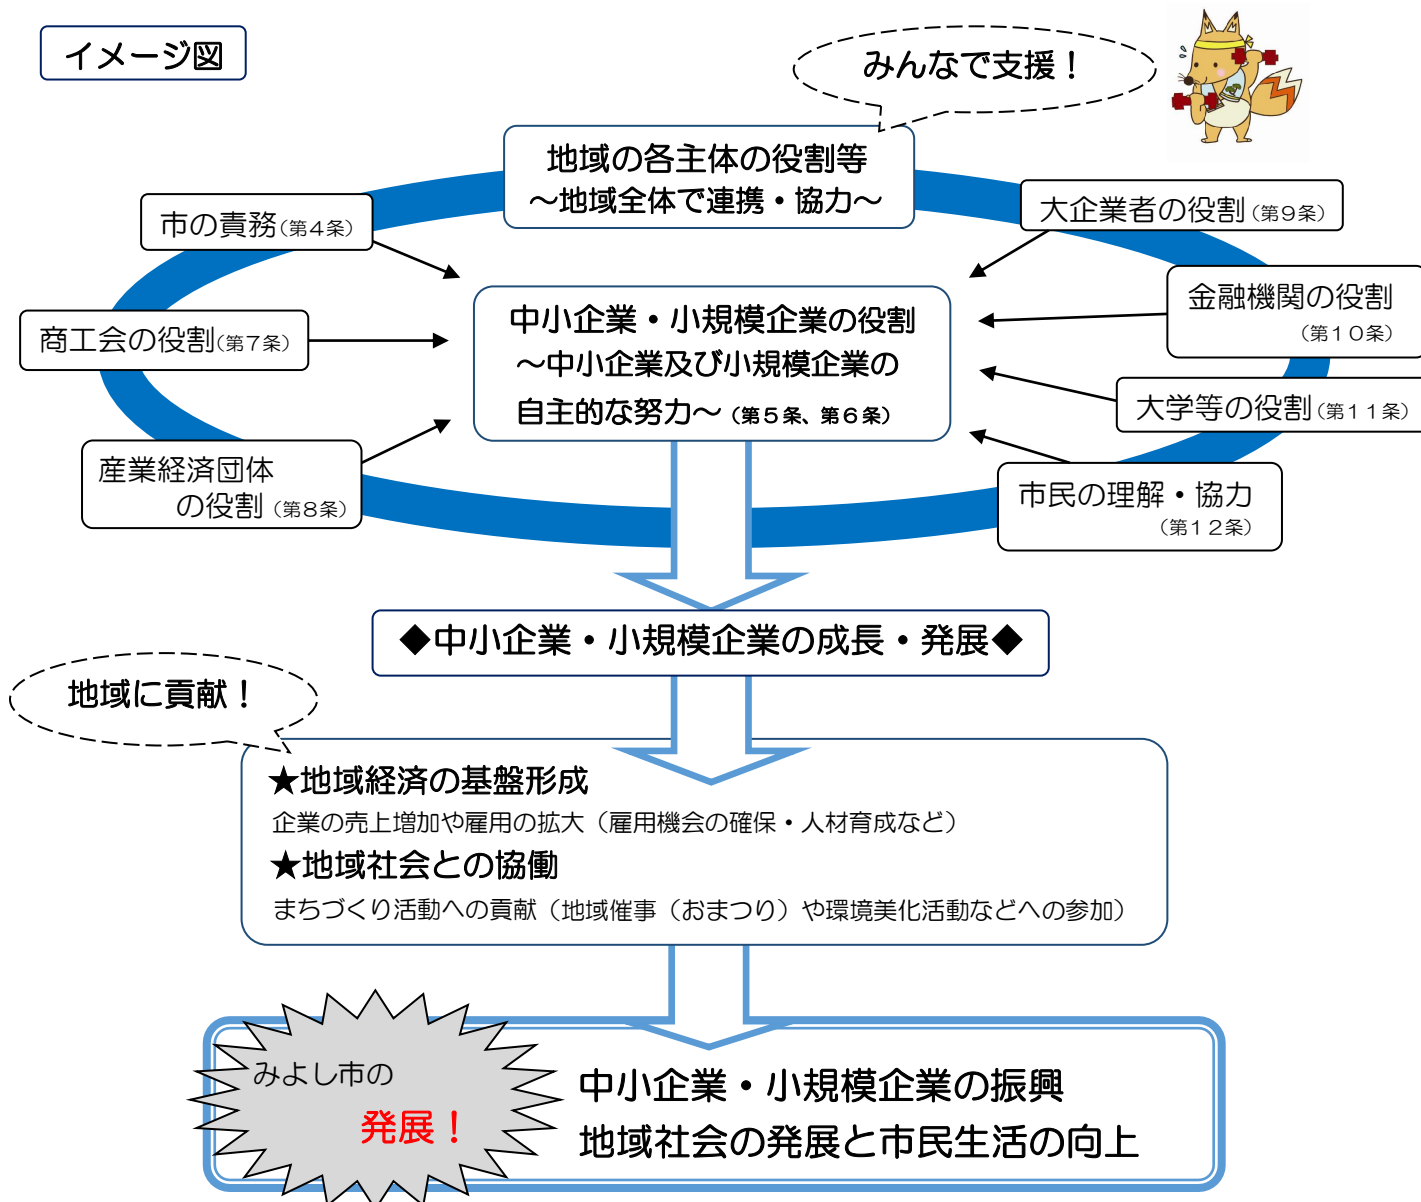 イメージ図
みんなで支援！
地域の各主体の役割等
～地域全体で連携・協力～
市の責務（第４条）
大企業者の役割（第９条）
商工会の役割（第７条）
中小企業・小規模企業の役割
～中小企業及び小規模企業の
自主的な努力～（第５条、第６条）
金融機関の役割
（第１０条）
大学等の役割（第１１条）
産業経済団体
の役割（第８条）
市民の理解・協力
（第１２条）
◆中小企業・小規模企業の成長・発展◆
地域に貢献！
★地域経済の基盤形成
企業の売上増加や雇用の拡大（雇用機会の確保・人材育成など）
★地域社会との協働
まちづくり活動への貢献（地域催事（おまつり）や環境美化活動などへの参加）
みよし市の
発展！
中小企業・小規模企業の振興
地域社会の発展と市民生活の向上